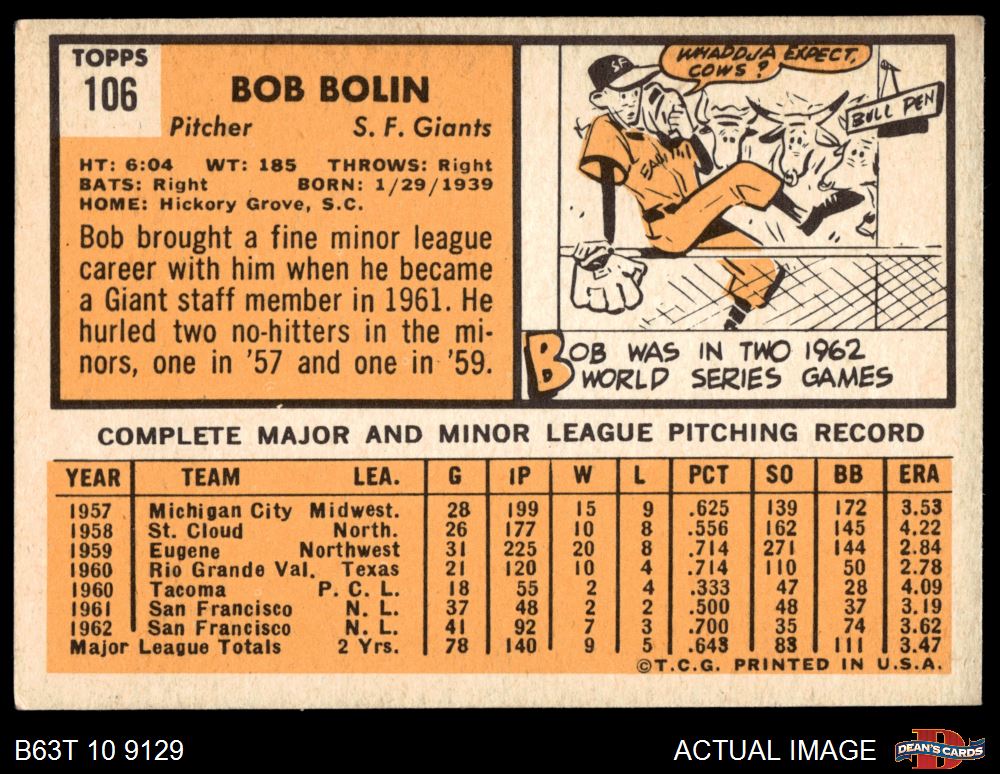 TOPPS
106
BOB BOLIN
Pitcher S. F. Giants
HT: 6:04 WT: 185 THROWS: Right
BATS: Right BORN: 1/29/1939
HOME: Hickory Grove, S.C.
Bob brought a fine minor league
career with him when he became
a Giant staff member in 1961. He
hurled two no-hitters in the mi-
nors, one in '57 and one in '59.
WHADDJA EXPECT,
COWS?
SF
BULL PEN
BOB WAS IN TWO 1962
WORLD SERIES GAMES
COMPLETE MAJOR AND MINOR LEAGUE PITCHING RECORD
YEAR TEAM LEA. G IP W L PCT SO BB ERA
1957 Michigan City Midwest. 28 199 15 9 .625 139 172 3.53
1958 St. Cloud North. 26 177 10 8 .556 162 145 4.22
1959 Eugene Northwest 31 225 20 8 .714 271 144 2.84
1960 Rio Grande Val. Texas 21 120 10 4 .714 110 50 2.78
1960 Tacoma P. C. L. 18 55 2 4 .333 47 28 4.09
1961 San Francisco N. L. 37 48 2 2 .500 48 37 3.19
1962 San Francisco N. L. 41 92 7 3 .700 35 74 3.62
Major League Totals 2 Yrs. 78 140 9 5 .643 83 111 3.47
©T.C.G. PRINTED IN U.S.A.
B63T 10 9129
ACTUAL IMAGE
DEAN'S CARDS